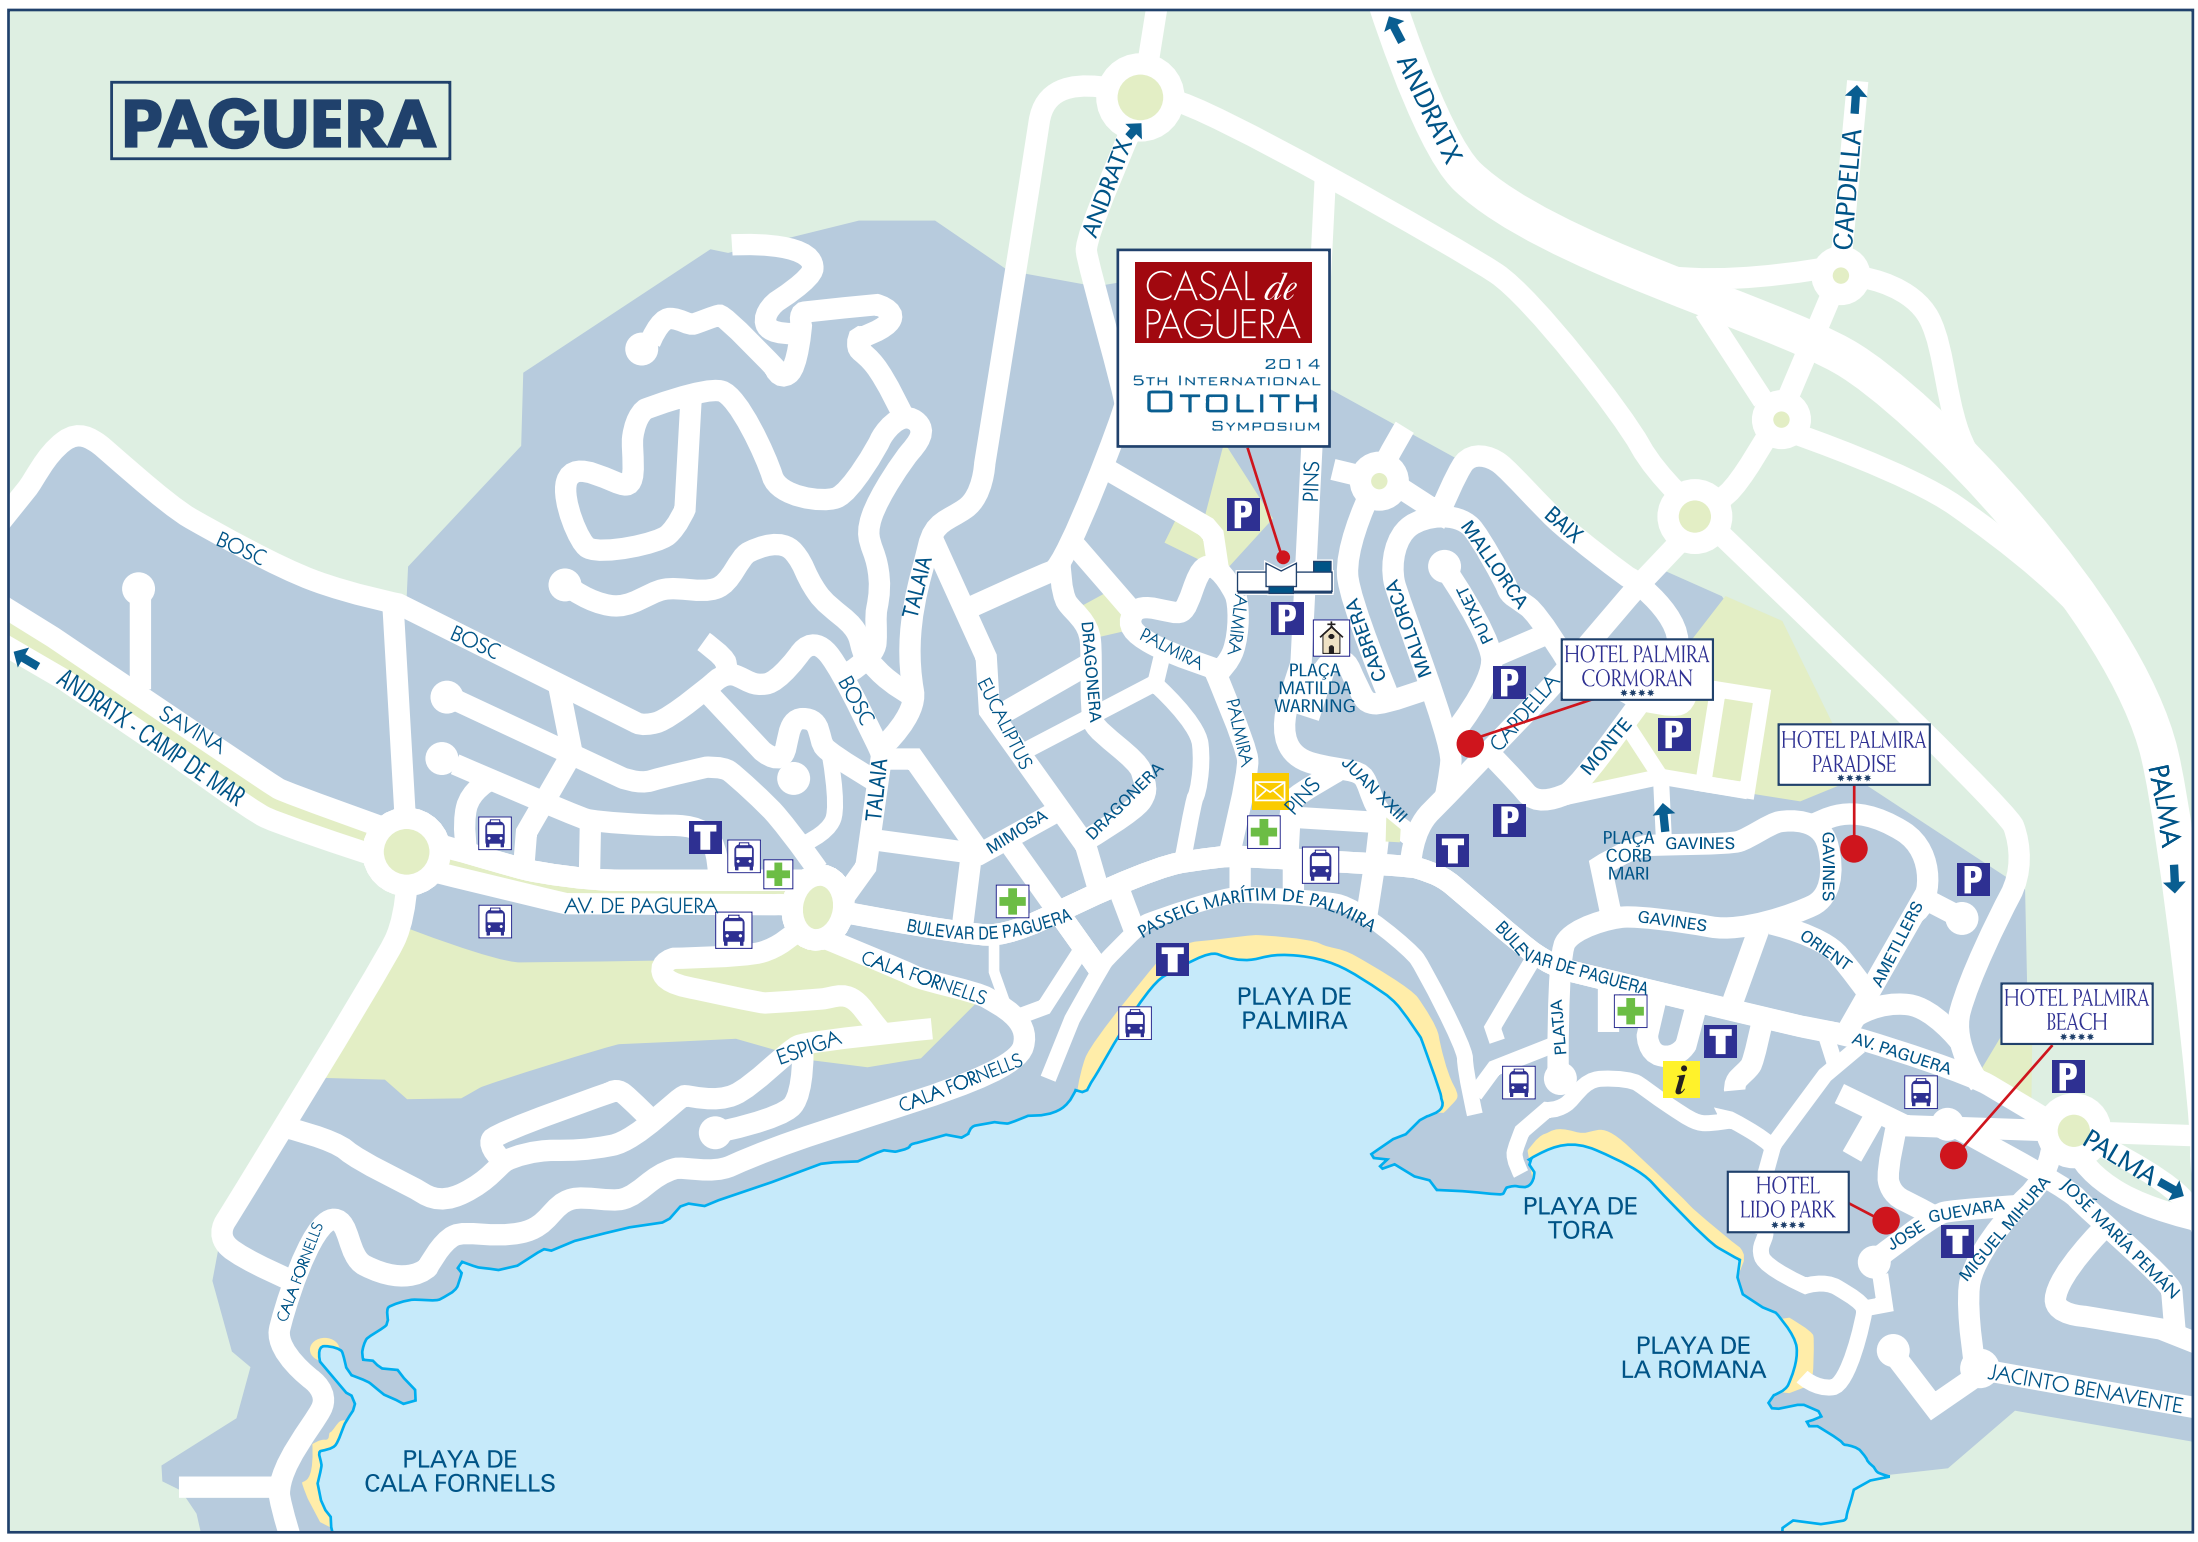 PAGUERA
ANDRATX
CAPDELLA
ANDRATX
CASAL de
PAGUERA
2014
5TH INTERNATIONAL
OTOLITH
SYMPOSIUM
PINS
BAIX
MALLORCA
MALLORCA
PUTXET
CABRERA
BOSC
BOSC
BOSC
TALAIA
TALAIA
ANDRATX - CAMP DE MAR
SAVINA
EUCALIPTUS
DRAGONERA
DRAGONERA
PALMIRA
ALMIRA
PALMIRA
MIMOSA
P
P
PLAÇA
MATILDA
WARNING
PINS
JUAN XXIII
HOTEL PALMIRA
CORMORAN
****
P
CAPDELLA
MONTE
P
HOTEL PALMIRA
PARADISE
****
PALMA
P
T
PLAÇA
CORB
MARI
GAVINES
GAVINES
GAVINES
P
ORIENT
AMETLLERS
T
AV. DE PAGUERA
BULEVAR DE PAGUERA
PASSEIG MARÍTIM DE PALMIRA
T
BULEVAR DE PAGUERA
CALA FORNELLS
CALA FORNELLS
CALA FORNELLS
ESPIGA
PLAYA DE
PALMIRA
PLATJA
T
i
AV. PAGUERA
HOTEL PALMIRA
BEACH
****
P
PALMA
HOTEL
LIDO PARK
****
JOSE GUEVARA
T
MIGUEL MIHURA
JOSÉ MARÍA PEMÁN
JACINTO BENAVENTE
PLAYA DE
TORA
PLAYA DE
LA ROMANA
PLAYA DE
CALA FORNELLS